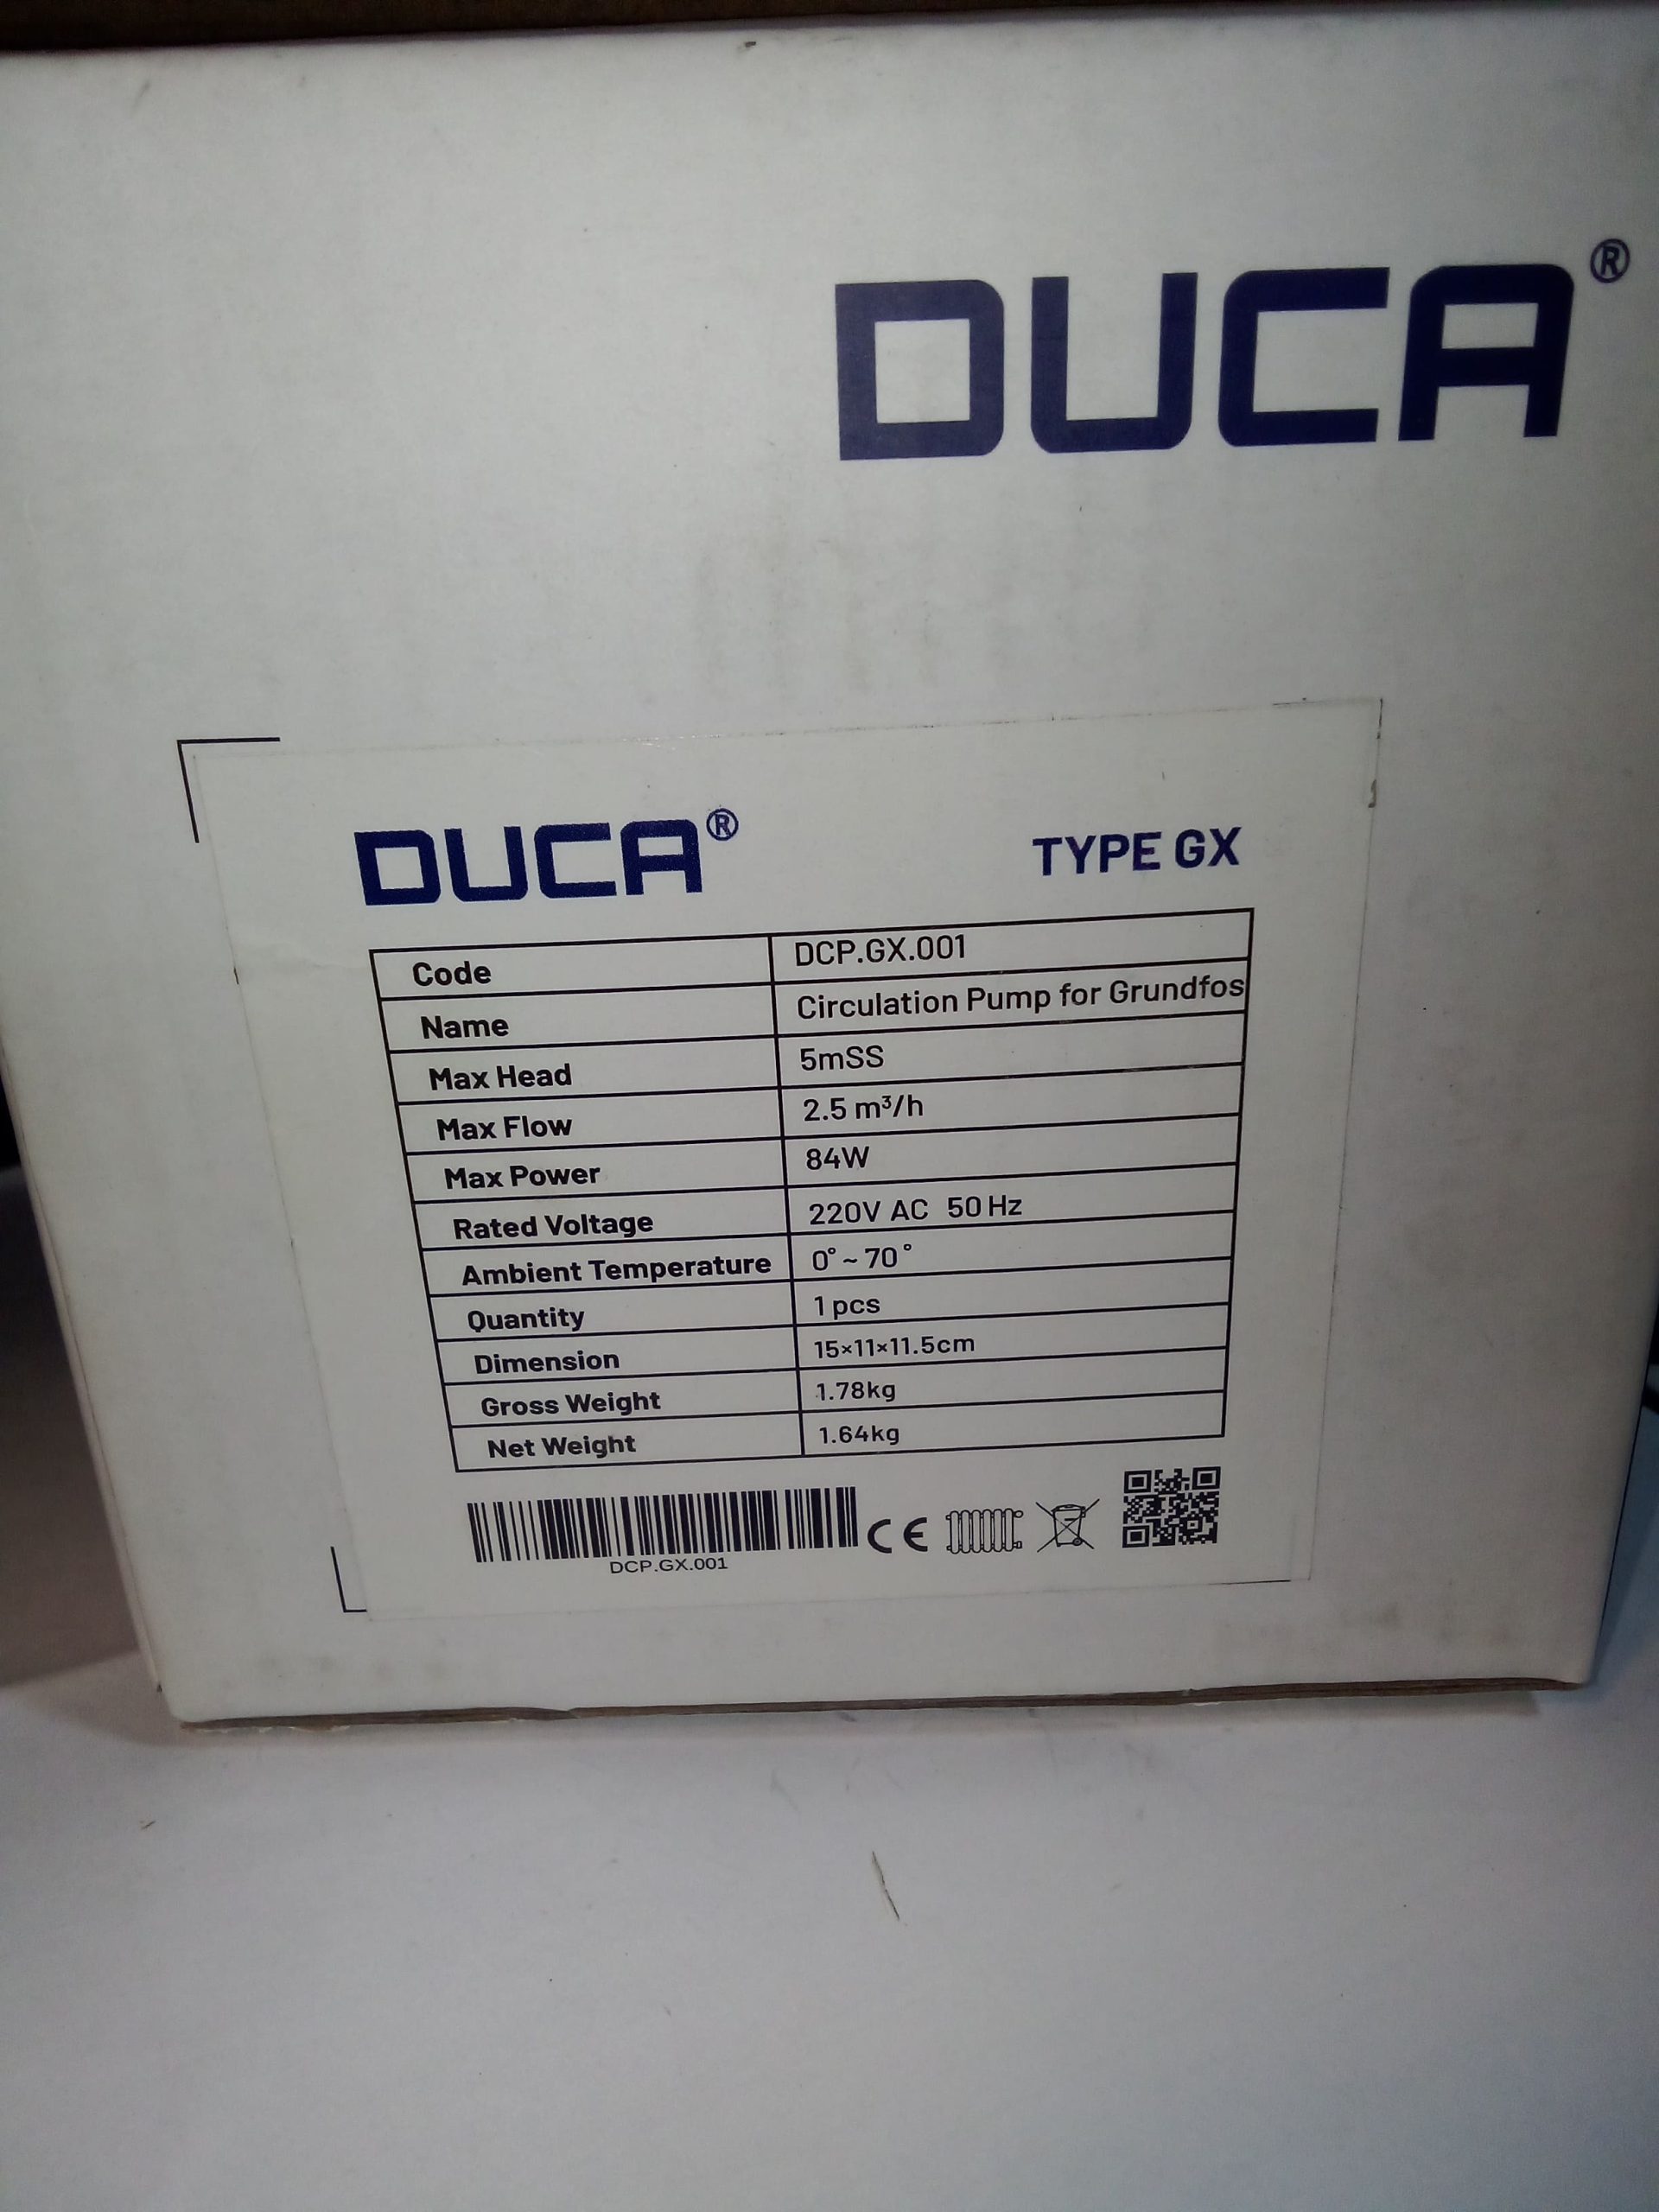 DUCA®
DUCA® TYPE GX
Code DCP.GX.001
Name Circulation Pump for Grundfos
Max Head 5mSS
Max Flow 2.5 m³/h
Max Power 84W
Rated Voltage 220V AC 50 Hz
Ambient Temperature 0° ~ 70°
Quantity 1 pcs
Dimension 15×11×11.5cm
Gross Weight 1.78kg
Net Weight 1.64kg
CE
DCP.GX.001